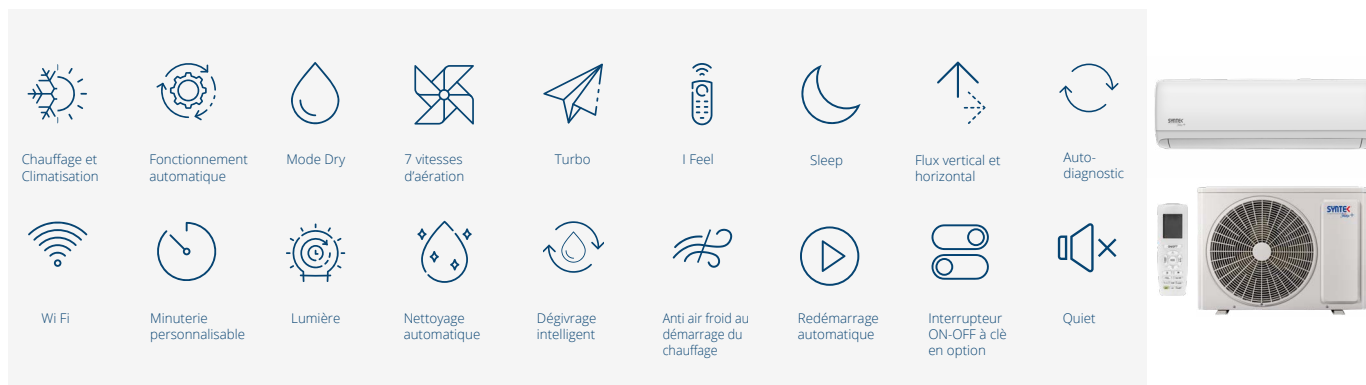 Chauffage et
Climatisation
Fonctionnement
automatique
Mode Dry
7 vitesses
d'aération
Turbo
I Feel
Sleep
Flux vertical et
horizontal
Auto-
diagnostic
Wi Fi
Minuterie
personnalisable
Lumière
Nettoyage
automatique
Dégivrage
intelligent
Anti air froid au
démarrage du
chauffage
Redémarrage
automatique
Interrupteur
ON-OFF à clè
en option
Quiet
SYNTEK
SYNTEK